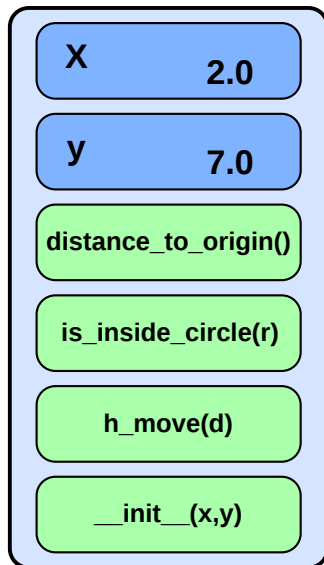 x 2.0
y 7.0
distance_to_origin()
is_inside_circle(r)
h_move(d)
__init__(x,y)